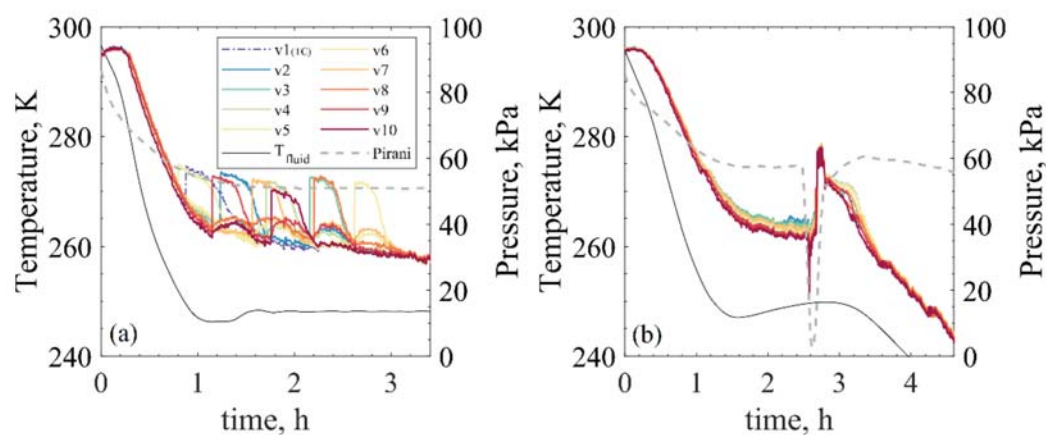 300
280
260
240
Temperature, K
0
1
2
3
time, h
100
80
60
40
20
0
Pressure, kPa
(a)
v1(TC)
v2
v3
v4
v5
T_fluid
v6
v7
v8
v9
v10
Pirani
300
280
260
240
Temperature, K
0
1
2
3
4
time, h
100
80
60
40
20
0
Pressure, kPa
(b)